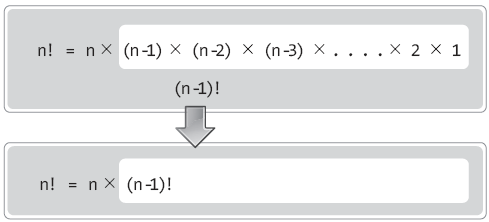 n! = n × (n-1) × (n-2) × (n-3) × . . . . × 2 × 1
(n-1)!
n! = n × (n-1)!